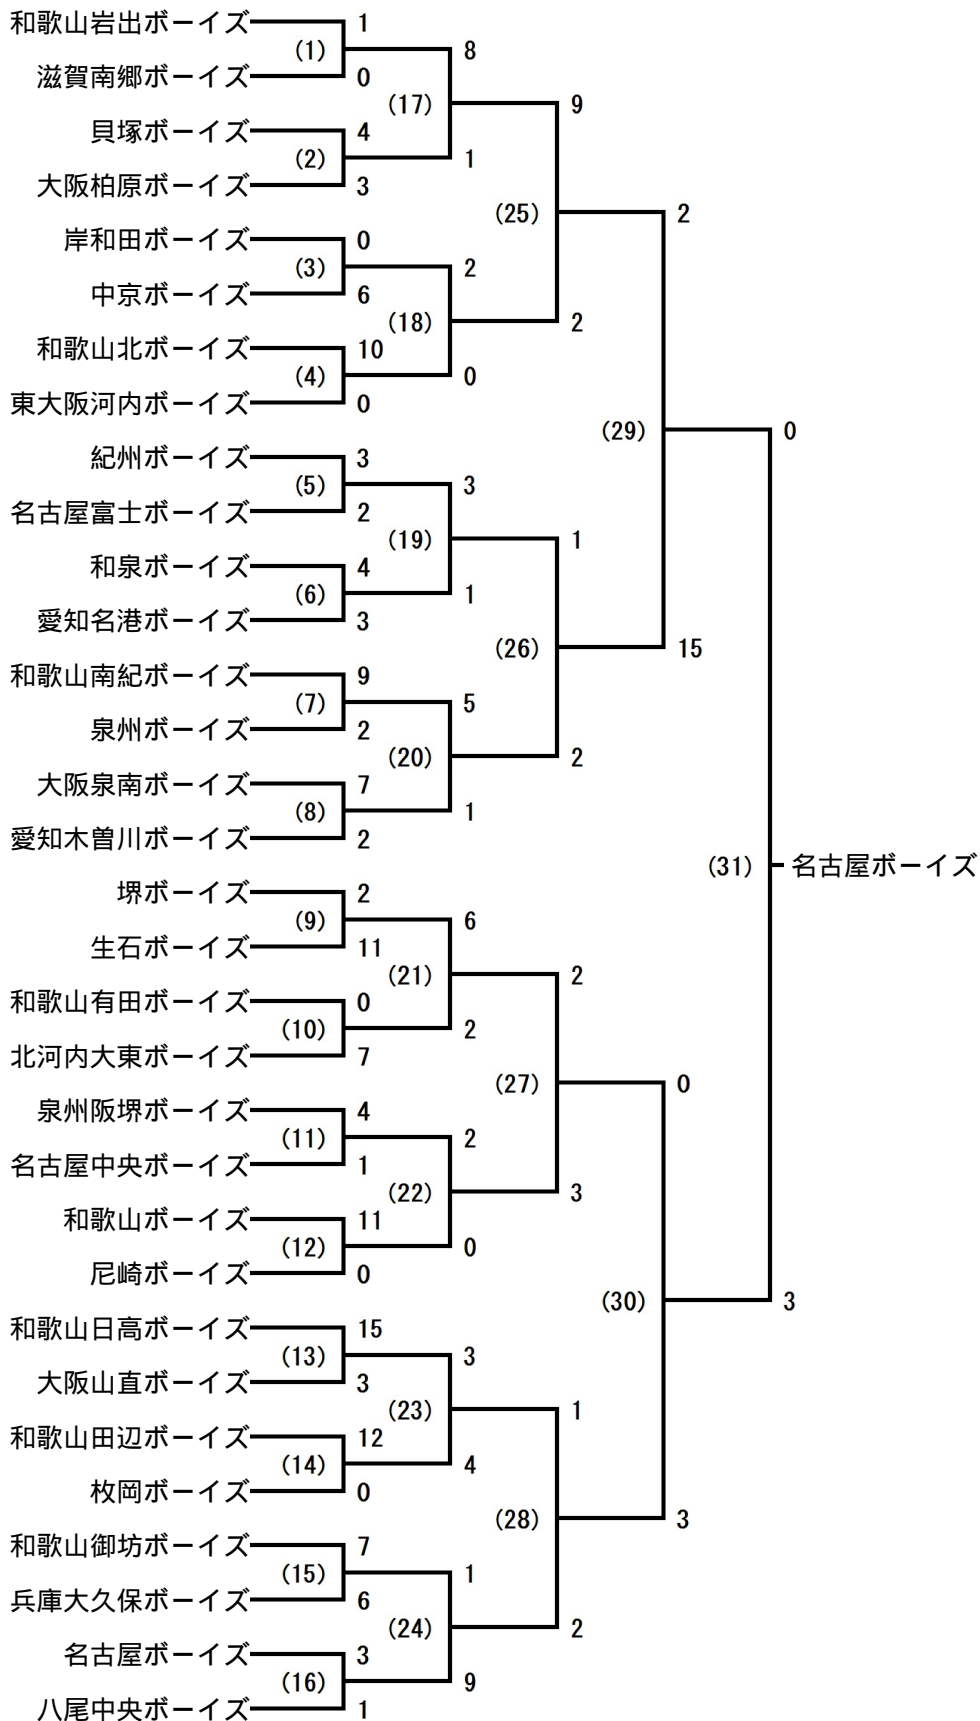 和歌山岩出ボーイズ 1
(1) 8
滋賀南郷ボーイズ 0
(17) 9
貝塚ボーイズ 4
(2) 1
大阪柏原ボーイズ 3
(25) 2
岸和田ボーイズ 0
(3) 2
中京ボーイズ 6
(18) 2
和歌山北ボーイズ 10
(4) 0
東大阪河内ボーイズ 0
(29) 0
紀州ボーイズ 3
(5) 3
名古屋富士ボーイズ 2
(19) 1
和泉ボーイズ 4
(6) 1
愛知名港ボーイズ 3
(26) 15
和歌山南紀ボーイズ 9
(7) 5
泉州ボーイズ 2
(20) 2
大阪泉南ボーイズ 7
(8) 1
愛知木曽川ボーイズ 2
(31) 名古屋ボーイズ
堺ボーイズ 2
(9) 6
生石ボーイズ 11
(21) 2
和歌山有田ボーイズ 0
(10) 2
北河内大東ボーイズ 7
(27) 0
泉州阪堺ボーイズ 4
(11) 2
名古屋中央ボーイズ 1
(22) 3
和歌山ボーイズ 11
(12) 0
尼崎ボーイズ 0
(30) 3
和歌山日高ボーイズ 15
(13) 3
大阪山直ボーイズ 3
(23) 1
和歌山田辺ボーイズ 12
(14) 4
枚岡ボーイズ 0
(28) 3
和歌山御坊ボーイズ 7
(15) 1
兵庫大久保ボーイズ 6
(24) 2
名古屋ボーイズ 3
(16) 9
八尾中央ボーイズ 1